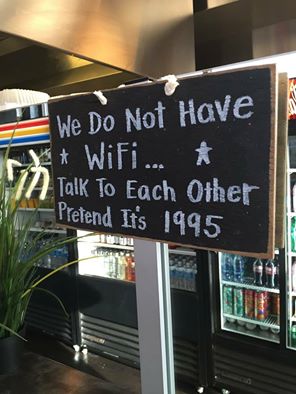 We Do Not Have
★ WiFi... ★
Talk To Each Other
Pretend It's 1995